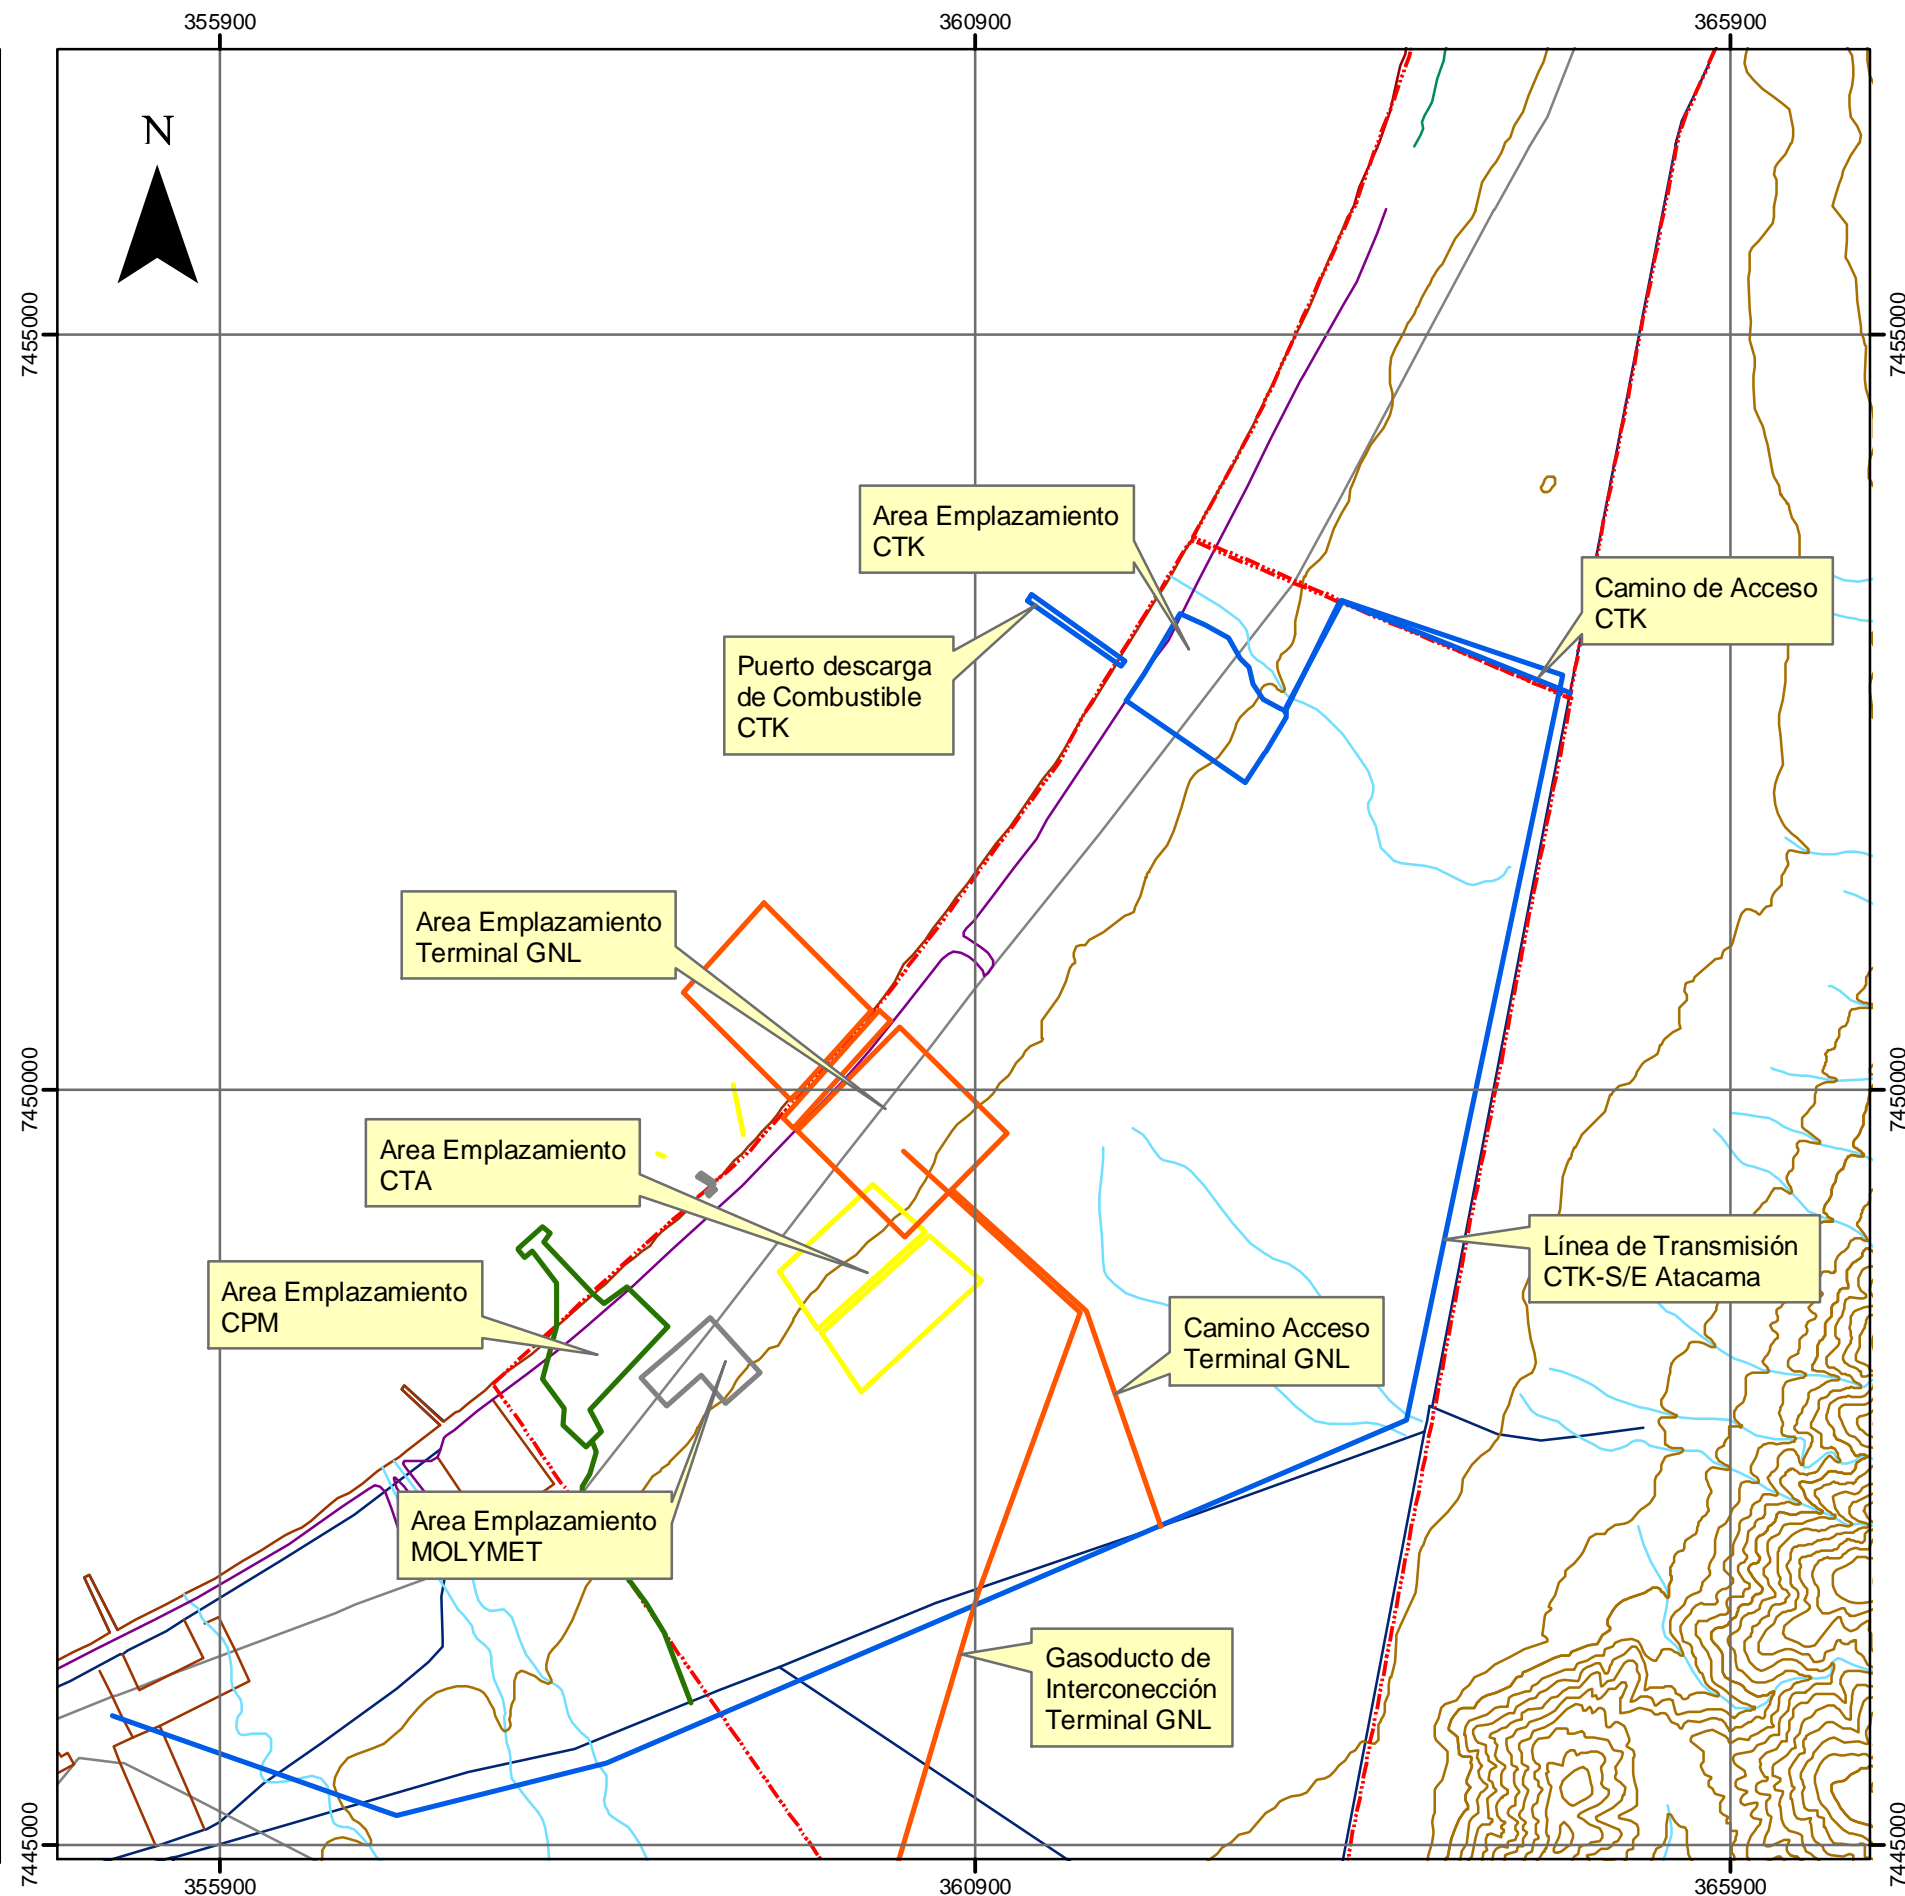 355900
360900
365900
N
7455000
7455000
Area Emplazamiento
CTK
Camino de Acceso
CTK
Puerto descarga
de Combustible
CTK
Area Emplazamiento
Terminal GNL
7450000
7450000
Area Emplazamiento
CTA
Línea de Transmisión
CTK-S/E Atacama
Area Emplazamiento
CPM
Camino Acceso
Terminal GNL
Area Emplazamiento
MOLYMET
Gasoducto de
Interconección
Terminal GNL
7445000
7445000
355900
360900
365900